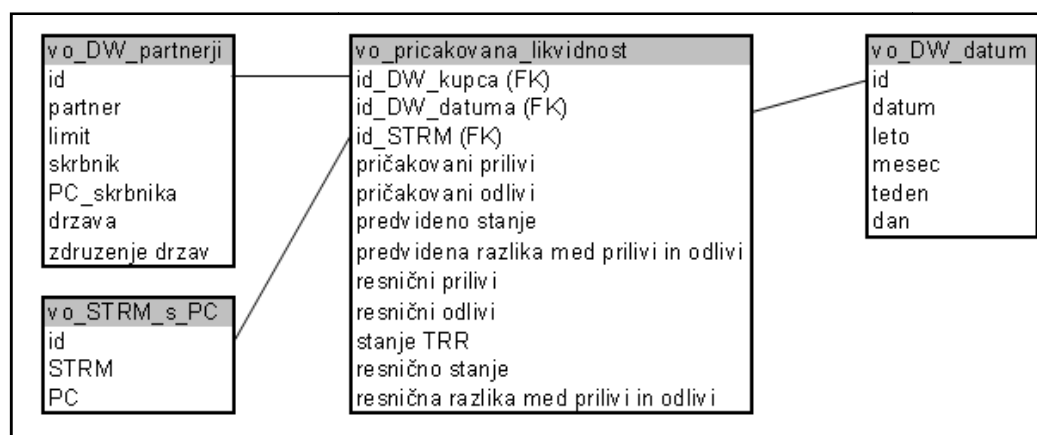 vo_DW_partnerji
id
partner
limit
skrbnik
PC_skrbnika
drzava
zdruzenje drzav
vo_STRM_s_PC
id
STRM
PC
vo_pricakovana_likvidnost
id_DW_kupca (FK)
id_DW_datuma (FK)
id_STRM (FK)
pričakovani prilivi
pričakovani odlivi
predvideno stanje
predvidena razlika med prilivi in odlivi
resnični prilivi
resnični odlivi
stanje TRR
resnično stanje
resnična razlika med prilivi in odlivi
vo_DW_datum
id
datum
leto
mesec
teden
dan